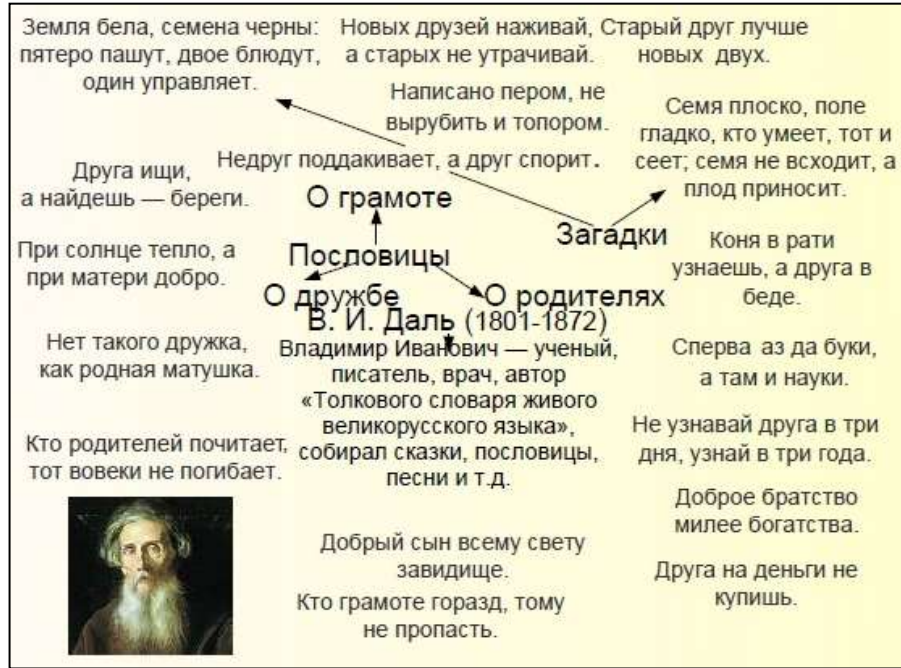 Земля бела, семена черны:
пятеро пашут, двое блюдут,
один управляет.
Новых друзей наживай,
а старых не утрачивай.
Старый друг лучше
новых двух.
Написано пером, не
вырубить и топором.
Семя плоско, поле
гладко, кто умеет, тот и
сеет; семя не всходит, а
плод приносит.
Недруг поддакивает, а друг спорит.
Друга ищи,
а найдешь — береги.
О грамоте
Загадки
При солнце тепло, а
при матери добро.
Пословицы
Коня в рати
узнаешь, а друга в
беде.
О дружбе
О родителях
В. И. Даль (1801-1872)
Нет такого дружка,
как родная матушка.
Владимир Иванович — ученый,
писатель, врач, автор
«Толкового словаря живого
великорусского языка»,
собирал сказки, пословицы,
песни и т.д.
Сперва аз да буки,
а там и науки.
Не узнавай друга в три
дня, узнай в три года.
Кто родителей почитает,
тот вовеки не погибает.
Доброе братство
милее богатства.
Добрый сын всему свету
завидище.
Друга на деньги не
купишь.
Кто грамоте горазд, тому
не пропасть.